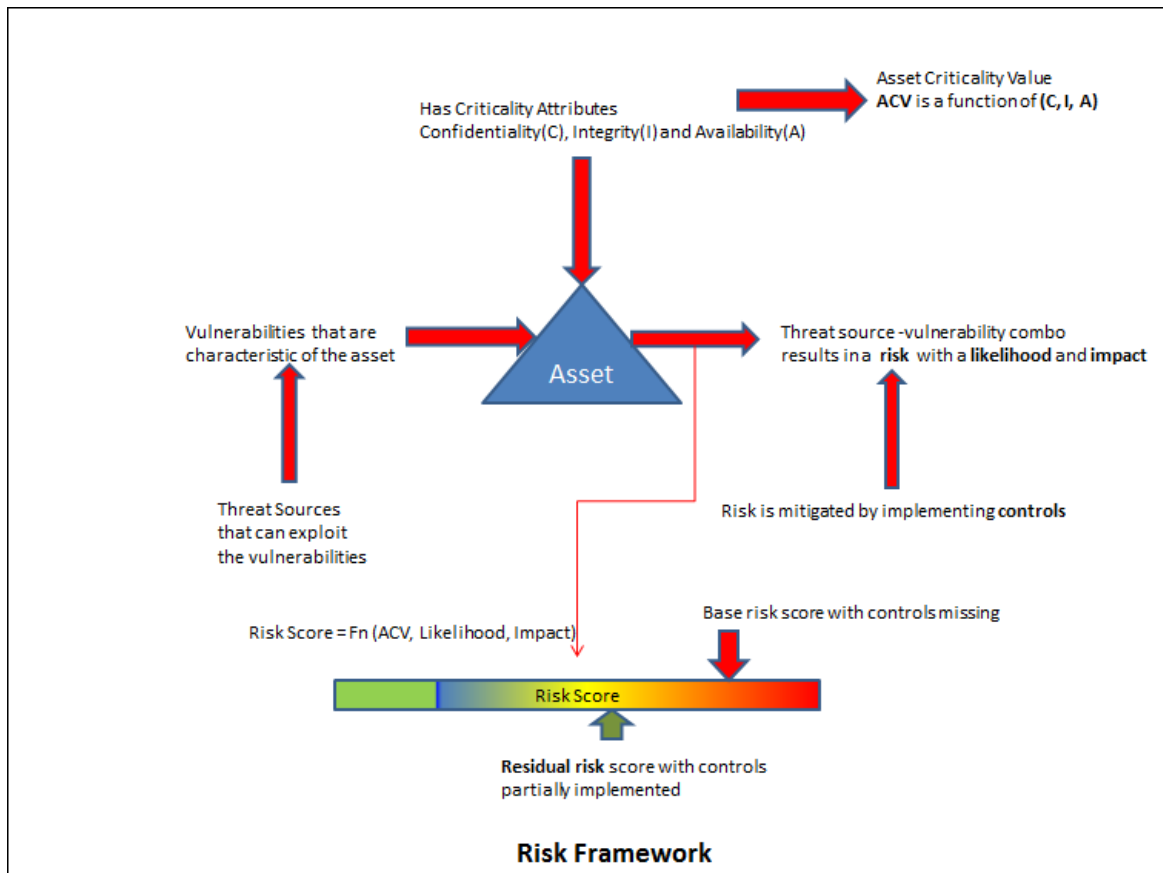 Asset Criticality Value
ACV is a function of (C, I, A)
Has Criticality Attributes
Confidentiality(C), Integrity(I) and Availability(A)
Vulnerabilities that are
characteristic of the asset
Asset
Threat source -vulnerability combo
results in a risk with a likelihood and impact
Threat Sources
that can exploit
the vulnerabilities
Risk is mitigated by implementing controls
Base risk score with controls missing
Risk Score = Fn (ACV, Likelihood, Impact)
Risk Score
Residual risk score with controls
partially implemented
Risk Framework